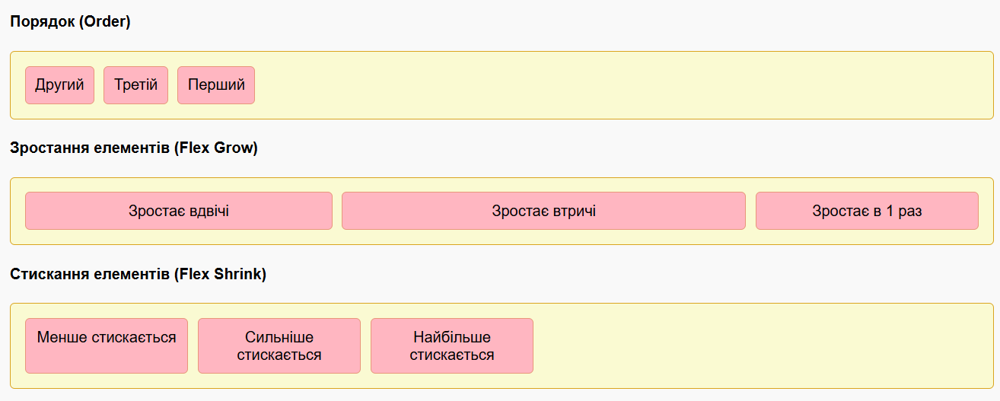 Порядок (Order)
Другий
Третій
Перший
Зростання елементів (Flex Grow)
Зростає вдвічі
Зростає втричі
Зростає в 1 раз
Стискання елементів (Flex Shrink)
Менше стискається
Сильніше
стискається
Найбільше
стискається